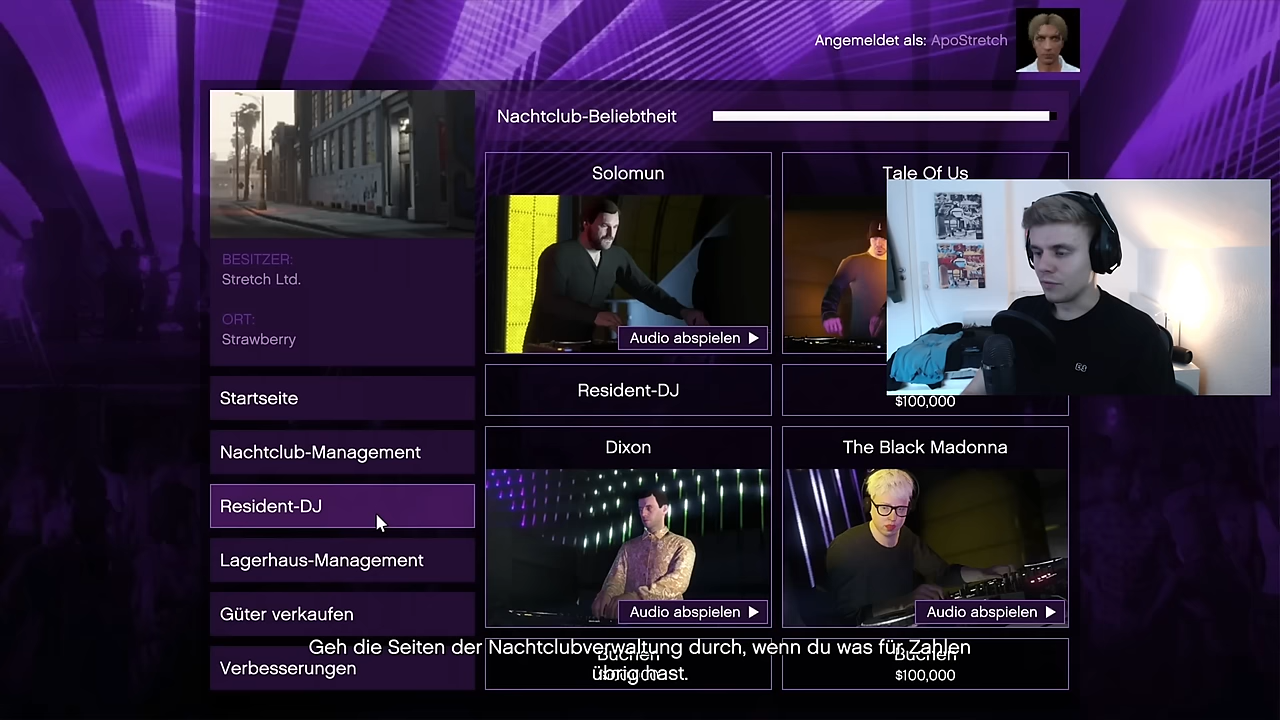 Angemeldet als: ApoStretch
Nachtclub-Beliebtheit
BESITZER:
Stretch Ltd.
ORT:
Strawberry
Startseite
Nachtclub-Management
Resident-DJ
Lagerhaus-Management
Güter verkaufen
Verbesserungen
Solomun
Audio abspielen
Resident-DJ
Tale Of Us
$100,000
Dixon
Audio abspielen
Buchen
The Black Madonna
Audio abspielen
Buchen
$100,000
Geh die Seiten der Nachtclubverwaltung durch, wenn du was für Zahlen
übrig hast.